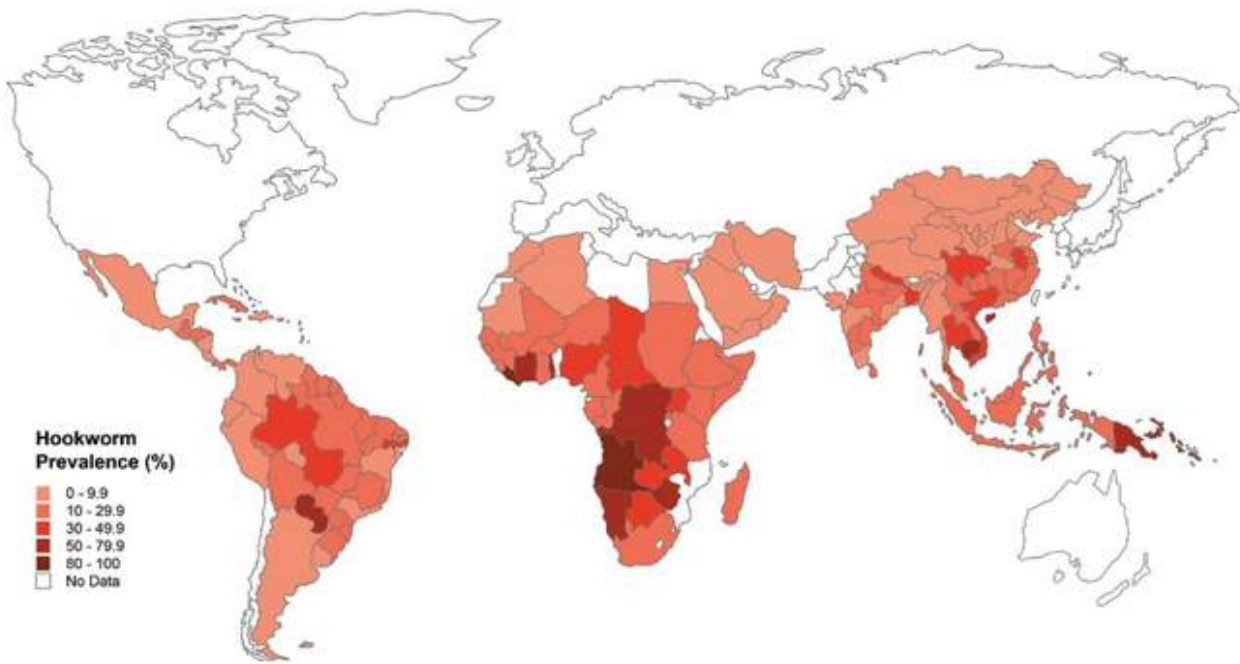 Hookworm
Prevalence (%)
0 - 9.9
10 - 29.9
30 - 49.9
50 - 79.9
80 - 100
No Data